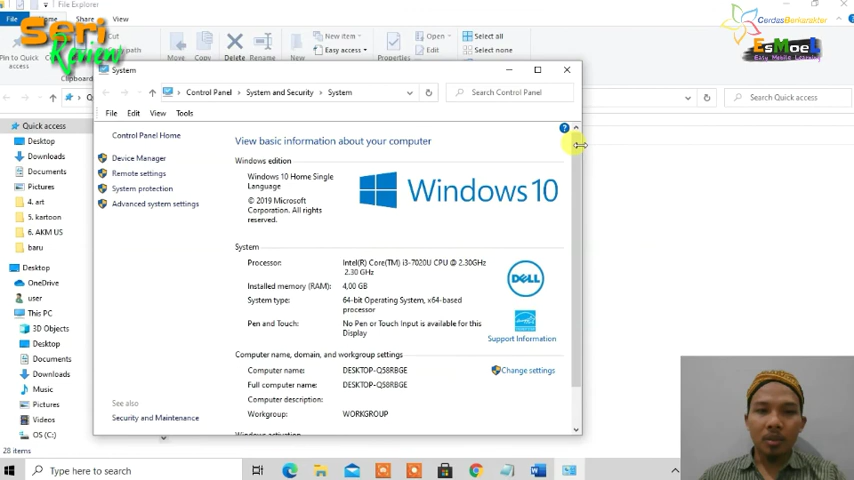 File Explorer
File Home Share View
Seri
Review
CerdasBerkarakter
EsMoeL
Easy Mobile Learning
Pin to Quick
access
Move Copy Delete Rename New
New item
Easy access
Properties
Open
Edit
Select all
Select none
System
Control Panel > System and Security > System
Search Control Panel
Search Quick access
File Edit View Tools
Quick access
Desktop
Downloads
Documents
Pictures
4. art
5. kartoon
6. AKM US
baru
Desktop
OneDrive
user
This PC
3D Objects
Desktop
Documents
Downloads
Music
Pictures
Videos
OS (C:)
28 items
Control Panel Home
Device Manager
Remote settings
System protection
Advanced system settings
See also
Security and Maintenance
View basic information about your computer
Windows edition
Windows 10 Home Single
Language
© 2019 Microsoft
Corporation. All rights
reserved.
Windows 10
System
Processor: Intel(R) Core(TM) i3-7020U CPU @ 2.30GHz
2.30 GHz
Installed memory (RAM): 4,00 GB
System type: 64-bit Operating System, x64-based
processor
Pen and Touch: No Pen or Touch Input is available for this
Display
DELL
Support Information
Computer name, domain, and workgroup settings
Computer name: DESKTOP-Q58RBGE
Change settings
Full computer name: DESKTOP-Q58RBGE
Computer description:
Workgroup: WORKGROUP
Windows activation
Type here to search